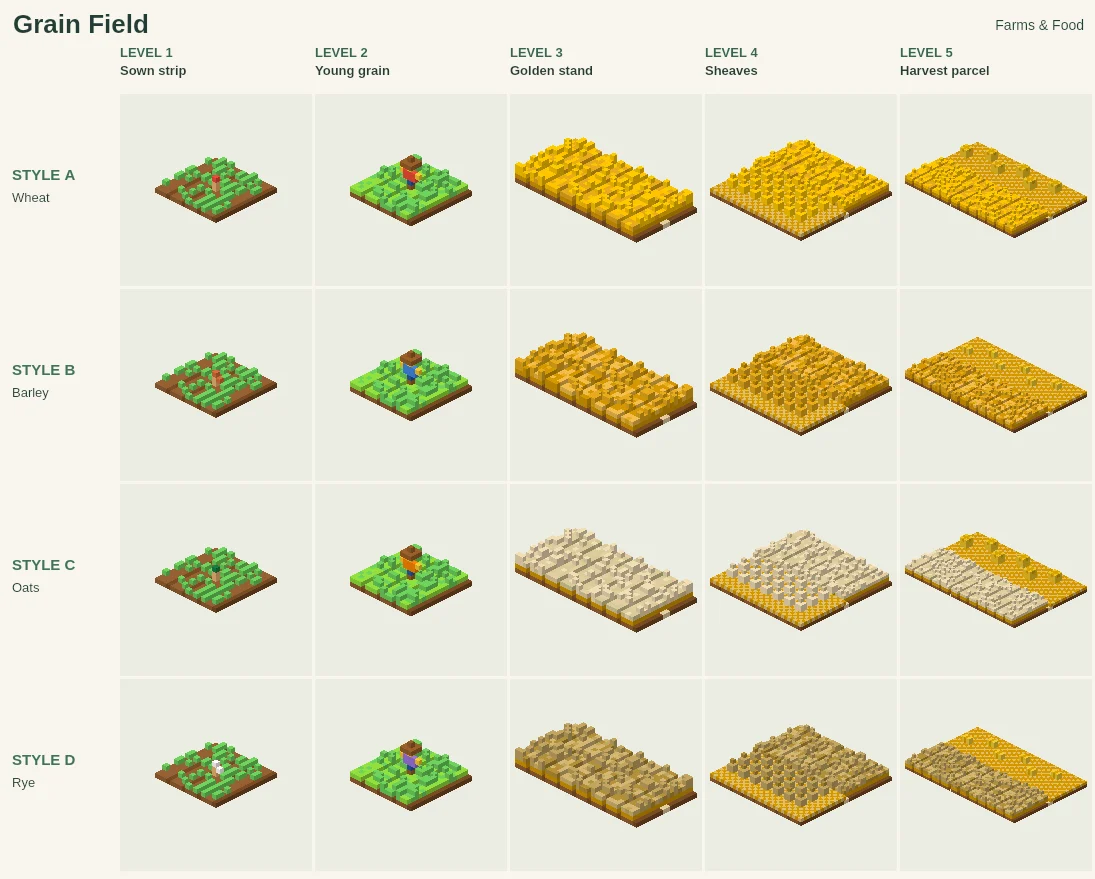 Grain Field
Farms & Food
LEVEL 1
Sown strip
LEVEL 2
Young grain
LEVEL 3
Golden stand
LEVEL 4
Sheaves
LEVEL 5
Harvest parcel
STYLE A
Wheat
STYLE B
Barley
STYLE C
Oats
STYLE D
Rye